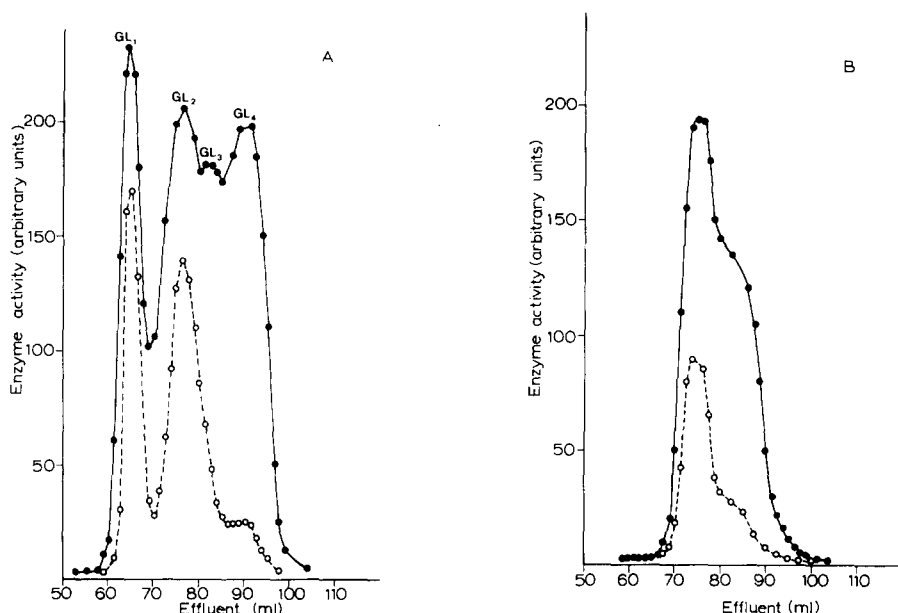 A
GL₁
GL₂
GL₃
GL₄
Enzyme activity (arbitrary units)
200
150
100
50
50 60 70 80 90 100 110
Effluent (ml)
B
Enzyme activity (arbitrary units)
200
150
100
50
50 60 70 80 90 100 110
Effluent (ml)